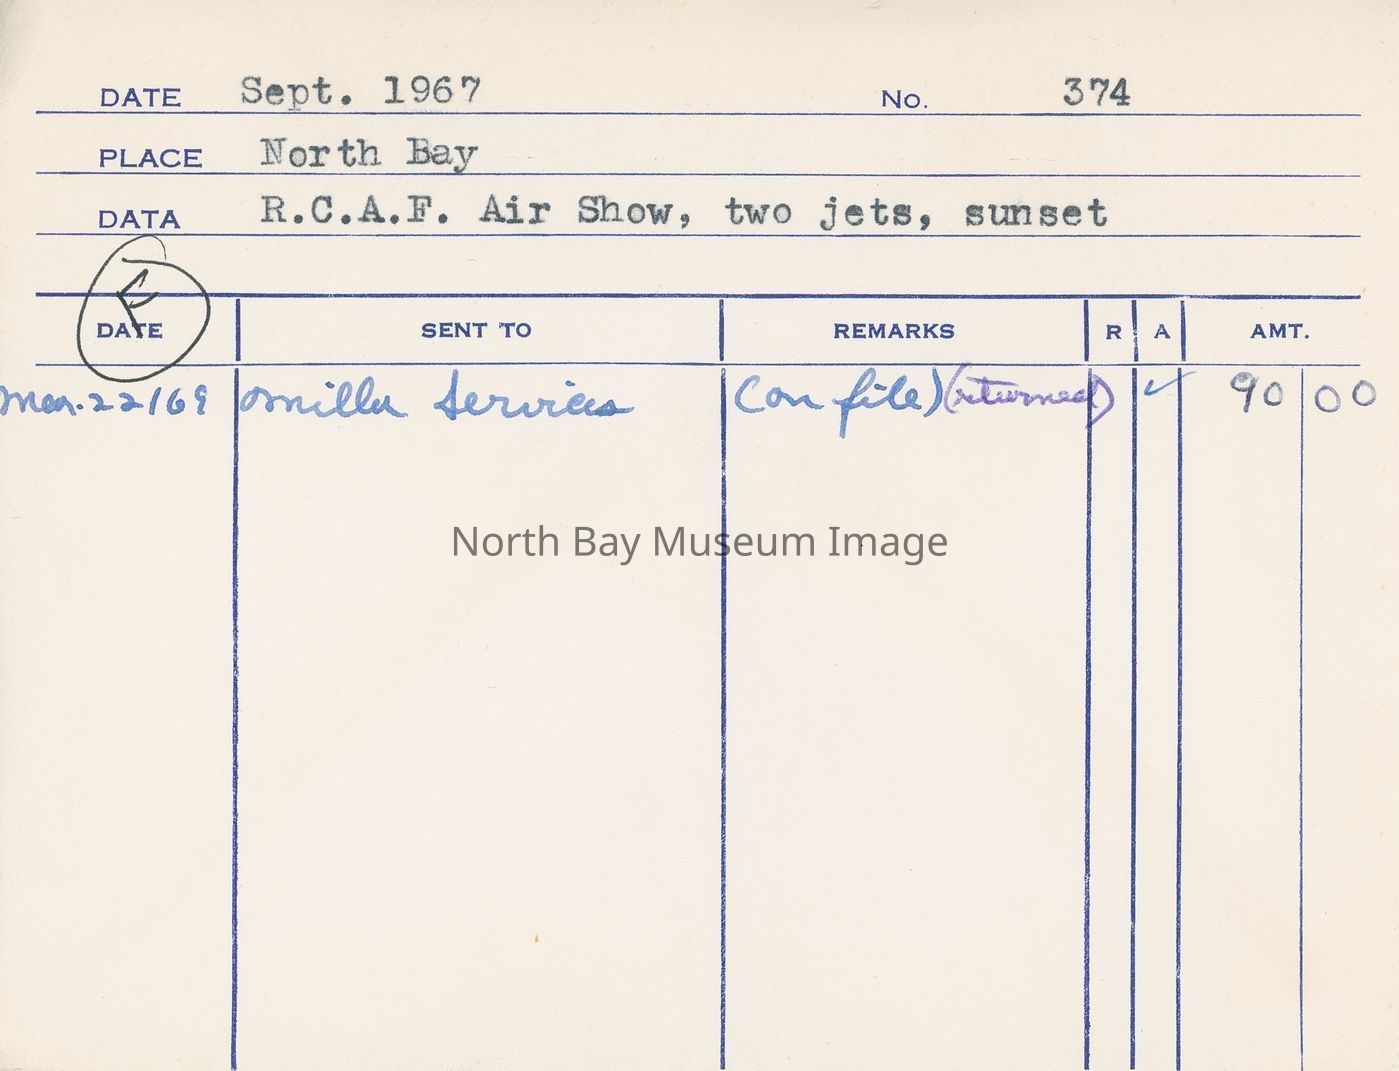 DATE Sept. 1967 No. 374
PLACE North Bay
DATA R.C.A.F. Air Show, two jets, sunset
F
DATE SENT TO REMARKS R A AMT.
Mar. 22/69 Miller Services (on file) (returned) ✓ 90 00
North Bay Museum Image